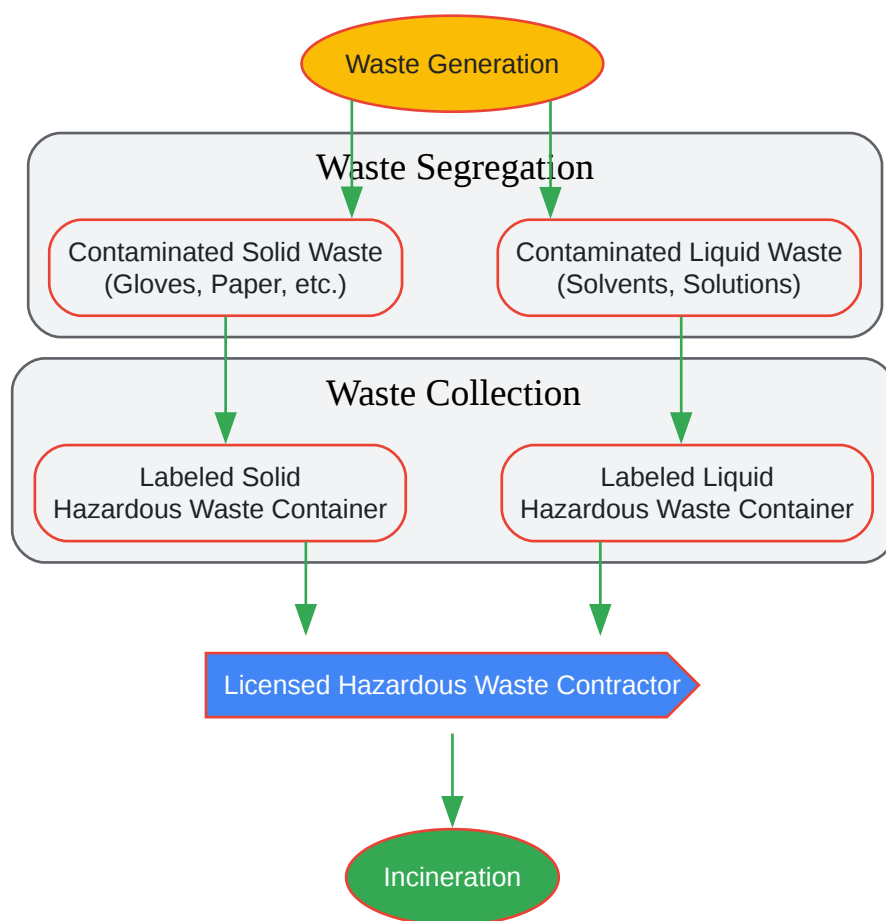 Waste Generation
Waste Segregation
Contaminated Solid Waste
(Gloves, Paper, etc.)
Contaminated Liquid Waste
(Solvents, Solutions)
Waste Collection
Labeled Solid
Hazardous Waste Container
Labeled Liquid
Hazardous Waste Container
Licensed Hazardous Waste Contractor
Incineration